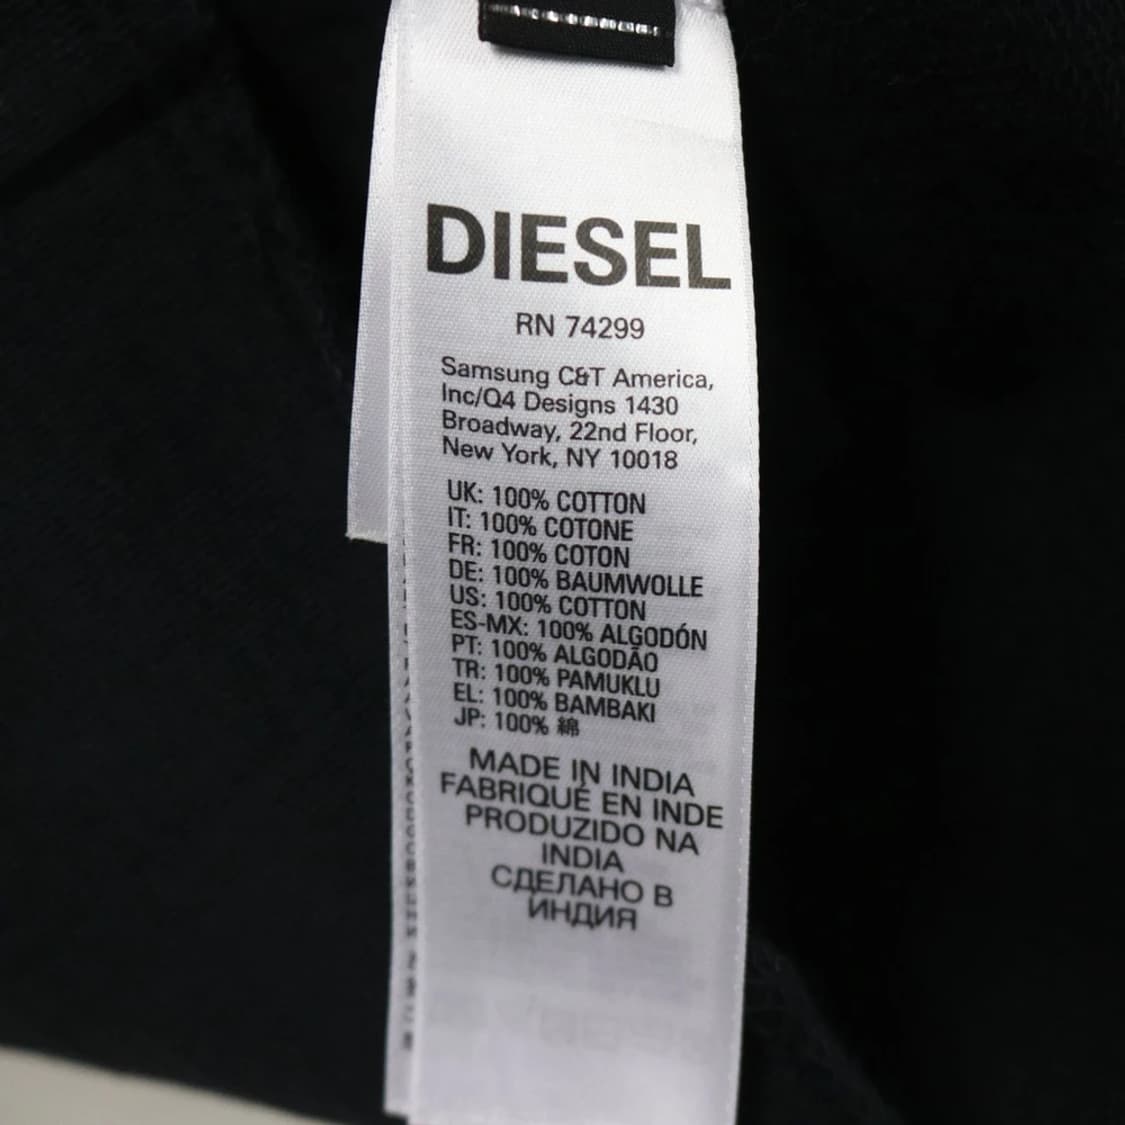 DIESEL
RN 74299
Samsung C&T America,
Inc/Q4 Designs 1430
Broadway, 22nd Floor,
New York, NY 10018
UK: 100% COTTON
IT: 100% COTONE
FR: 100% COTON
DE: 100% BAUMWOLLE
US: 100% COTTON
ES-MX: 100% ALGODÓN
PT: 100% ALGODÃO
TR: 100% PAMUKLU
EL: 100% BAMBAKI
JP: 100% 綿
MADE IN INDIA
FABRIQUÉ EN INDE
PRODUZIDO NA
INDIA
СДЕЛАНО В
ИНДИЯ